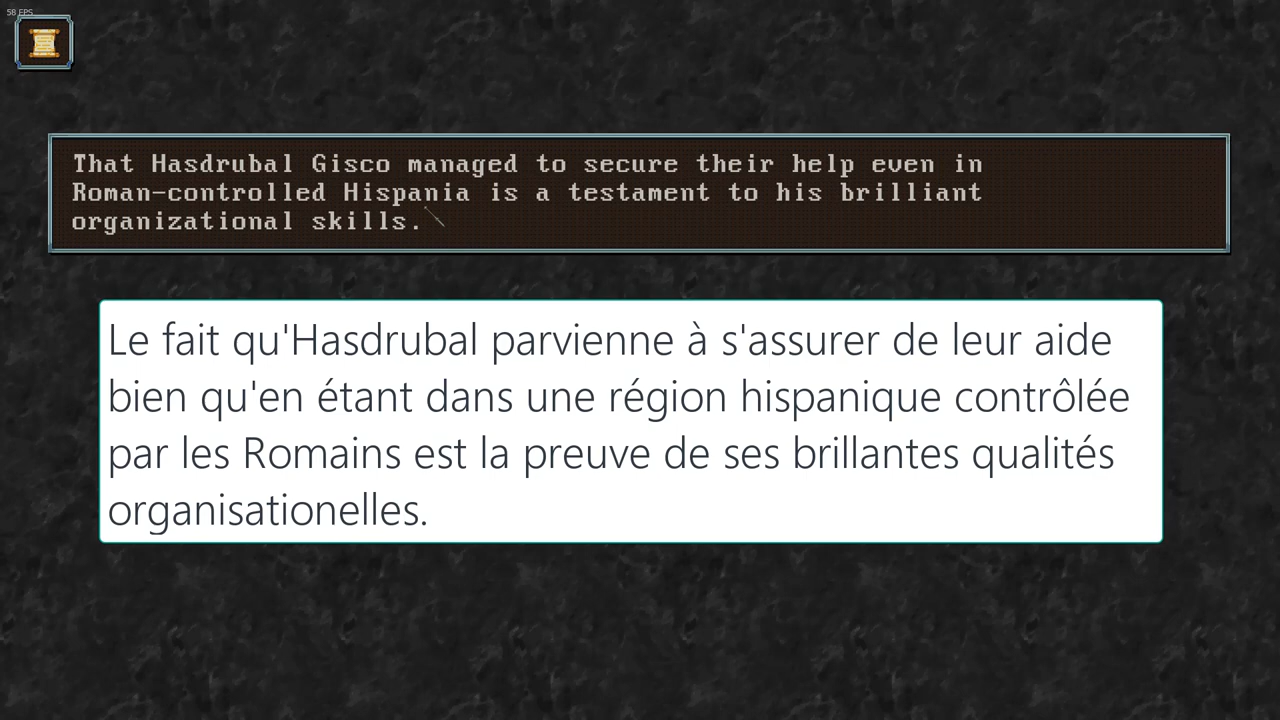 58 FPS
That Hasdrubal Gisco managed to secure their help even in
Roman-controlled Hispania is a testament to his brilliant
organizational skills.
Le fait qu'Hasdrubal parvienne à s'assurer de leur aide
bien qu'en étant dans une région hispanique contrôlée
par les Romains est la preuve de ses brillantes qualités
organisationelles.